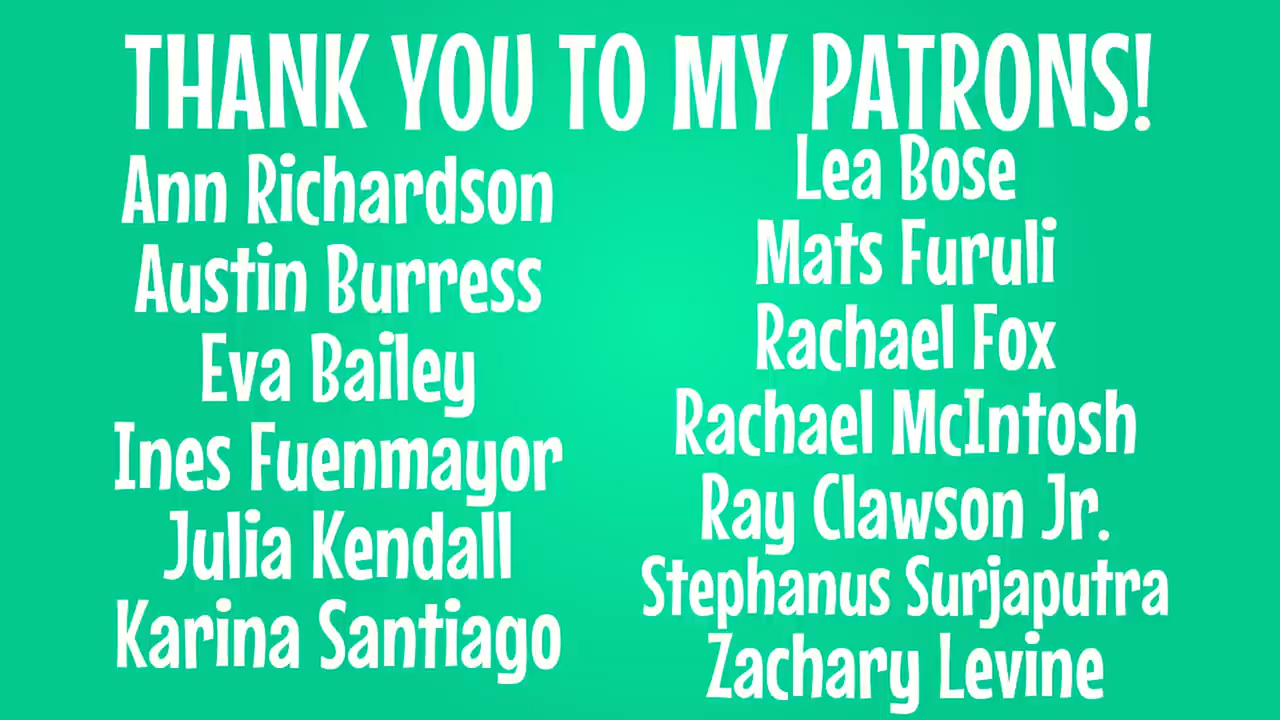 THANK YOU TO MY PATRONS!
Ann Richardson
Austin Burress
Eva Bailey
Ines Fuenmayor
Julia Kendall
Karina Santiago
Lea Bose
Mats Furuli
Rachael Fox
Rachael McIntosh
Ray Clawson Jr.
Stephanus Surjaputra
Zachary Levine